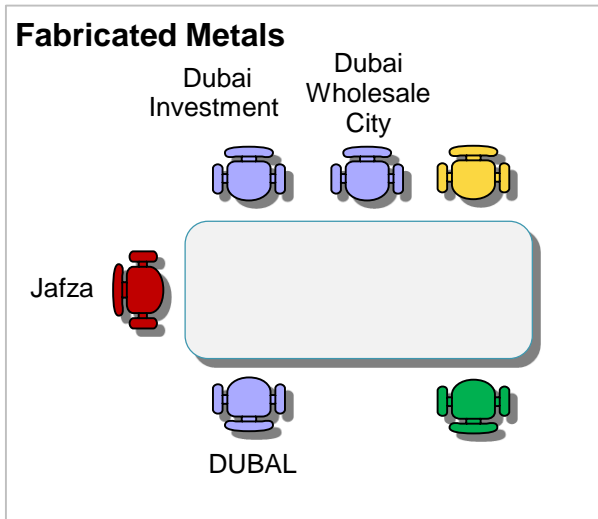 Fabricated Metals
Dubai
Investment
Dubai
Wholesale
City
Jafza
DUBAL